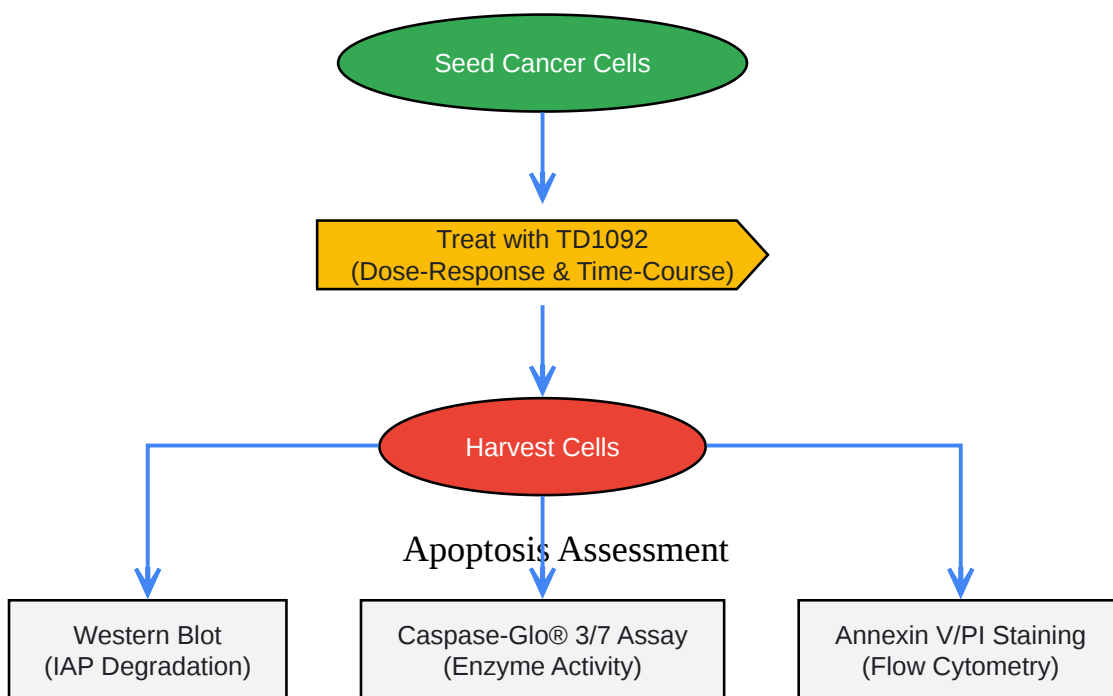 Seed Cancer Cells
Treat with TD1092
(Dose-Response & Time-Course)
Harvest Cells
Apoptosis Assessment
Western Blot
(IAP Degradation)
Caspase-Glo® 3/7 Assay
(Enzyme Activity)
Annexin V/PI Staining
(Flow Cytometry)